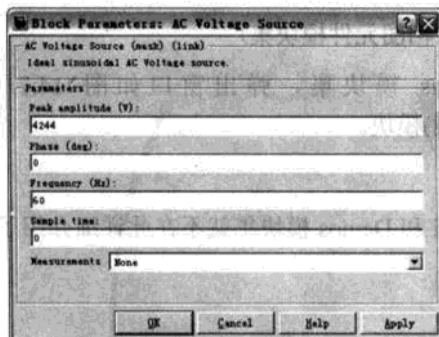 Block Parameters: AC Voltage Source
AC Voltage Source (mask) (link)
Ideal sinusoidal AC Voltage source.
Parameters
Peak amplitude (V):
4244
Phase (deg):
0
Frequency (Hz):
60
Sample time:
0
Measurements None
OK Cancel Help Apply